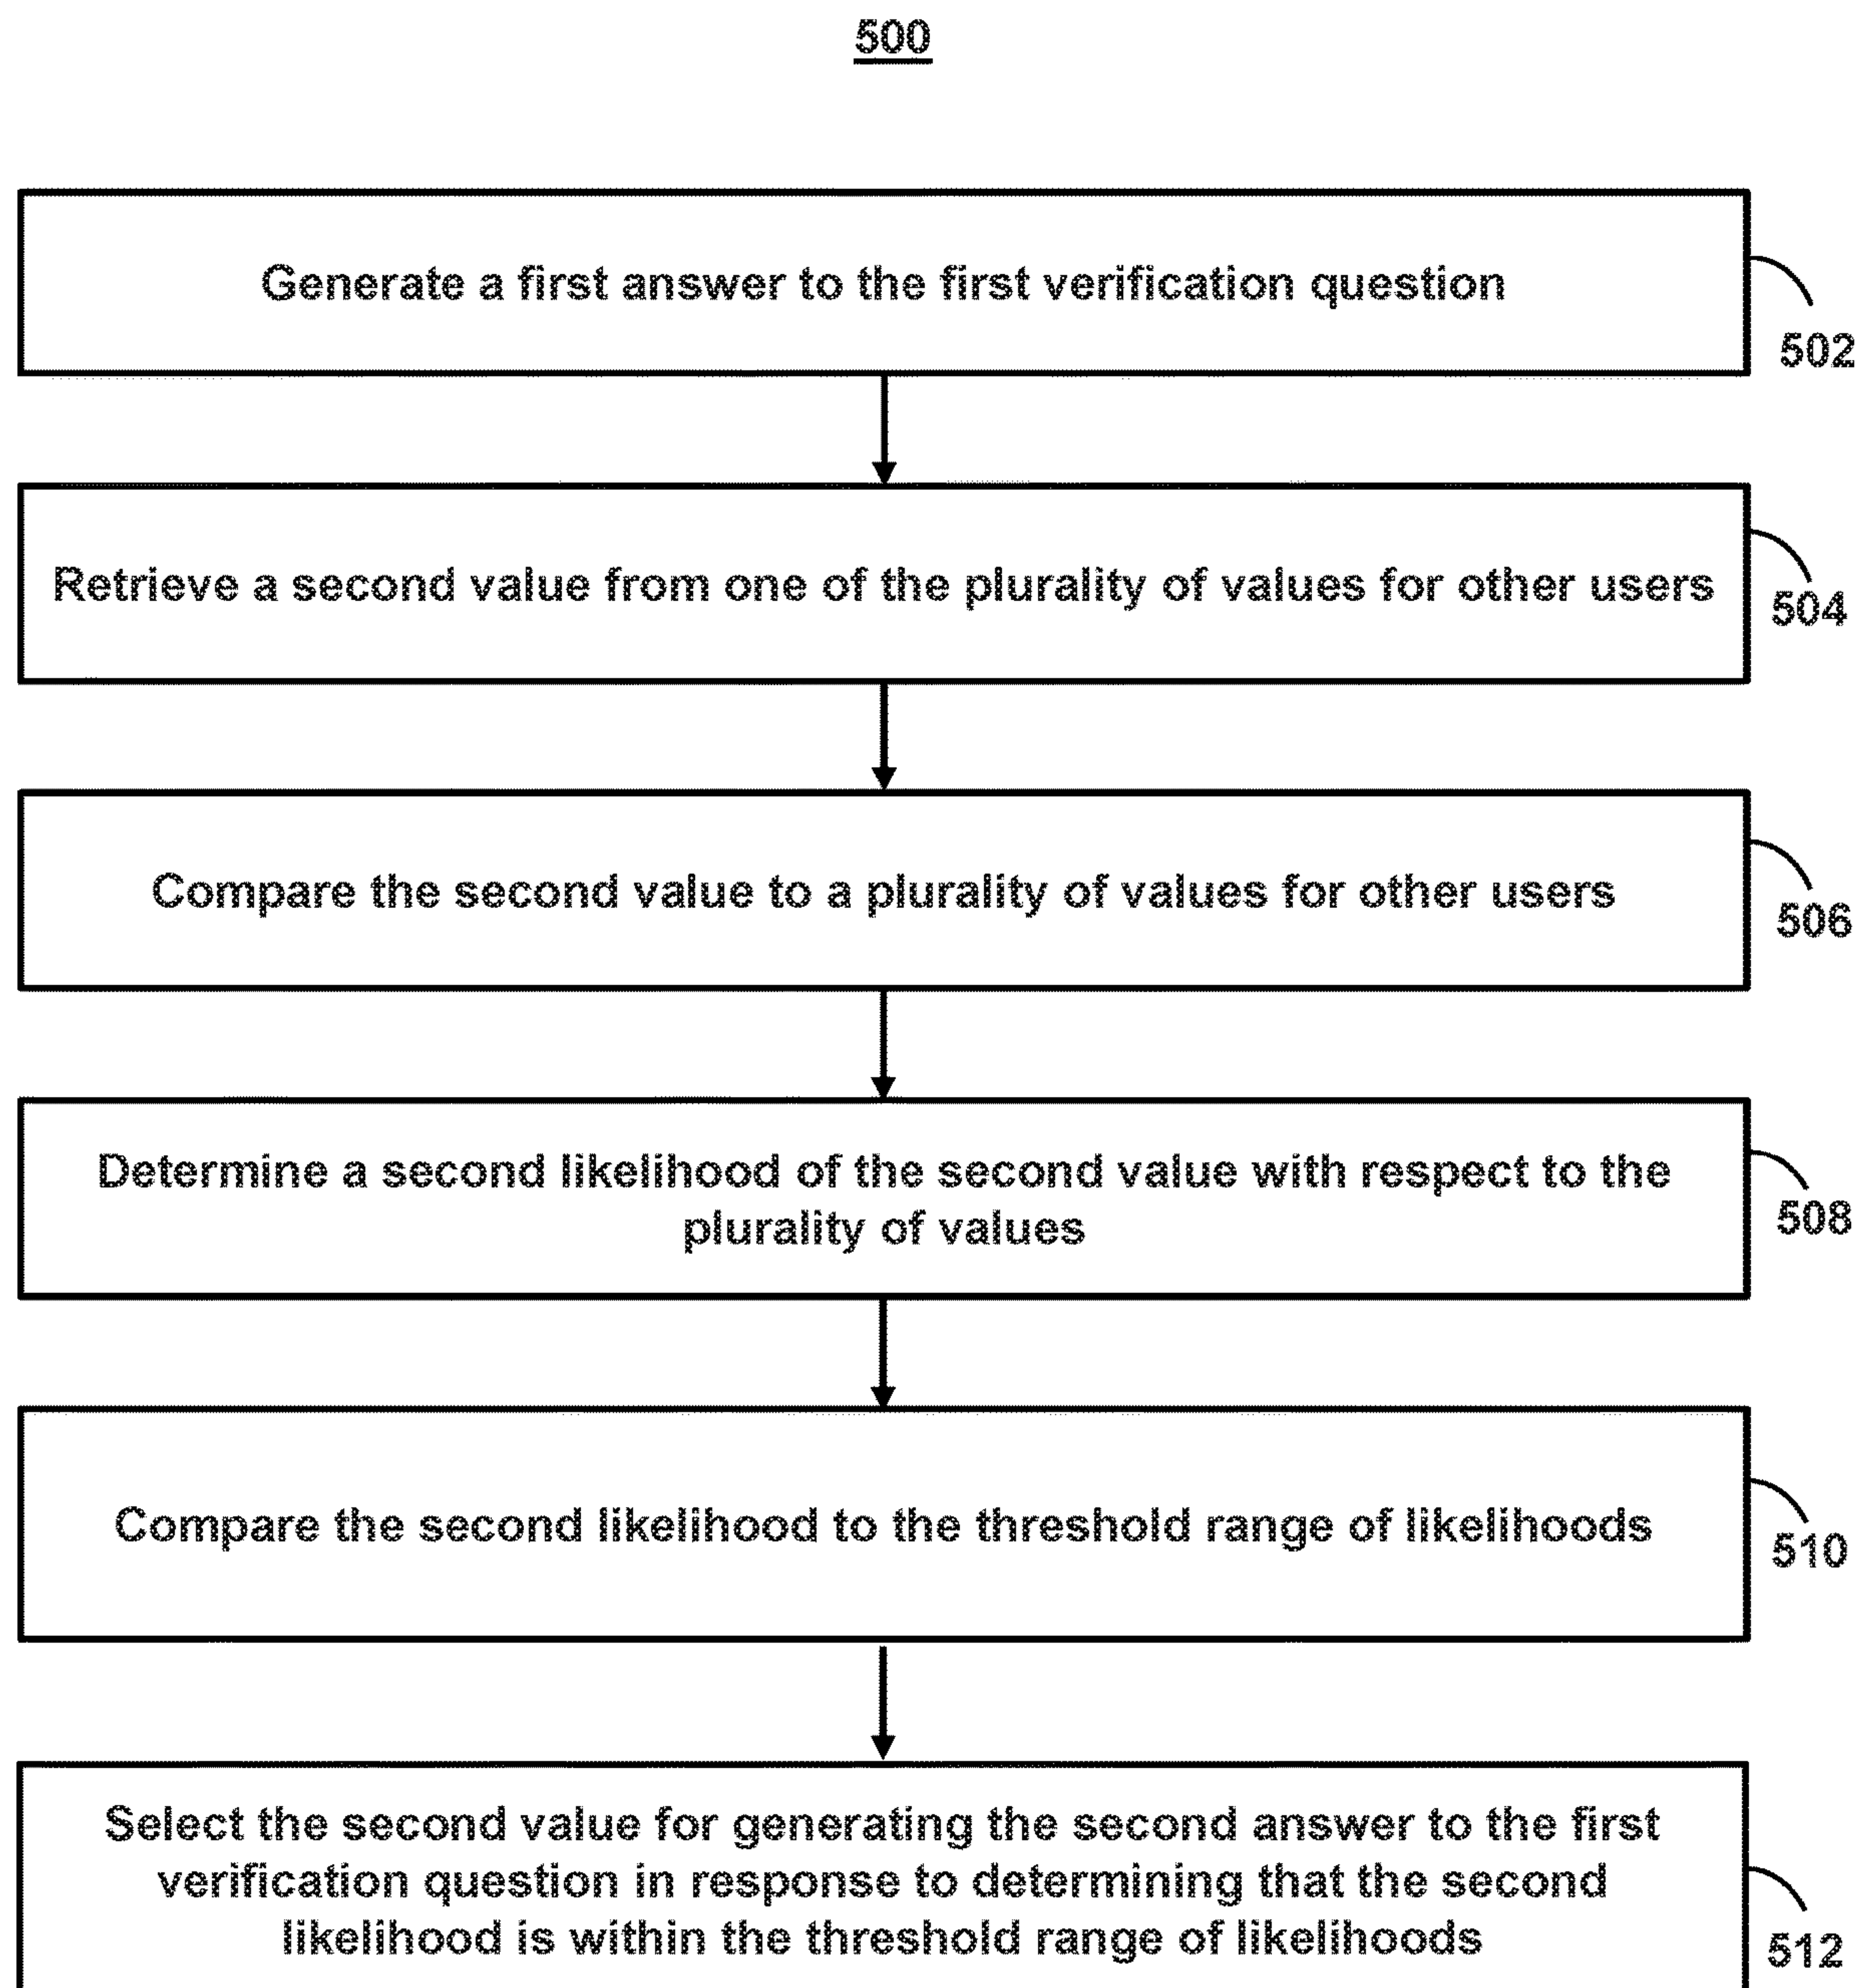 500
Generate a first answer to the first verification question
502
Retrieve a second value from one of the plurality of values for other users
504
Compare the second value to a plurality of values for other users
506
Determine a second likelihood of the second value with respect to the
plurality of values
508
Compare the second likelihood to the threshold range of likelihoods
510
Select the second value for generating the second answer to the first
verification question in response to determining that the second
likelihood is within the threshold range of likelihoods
512